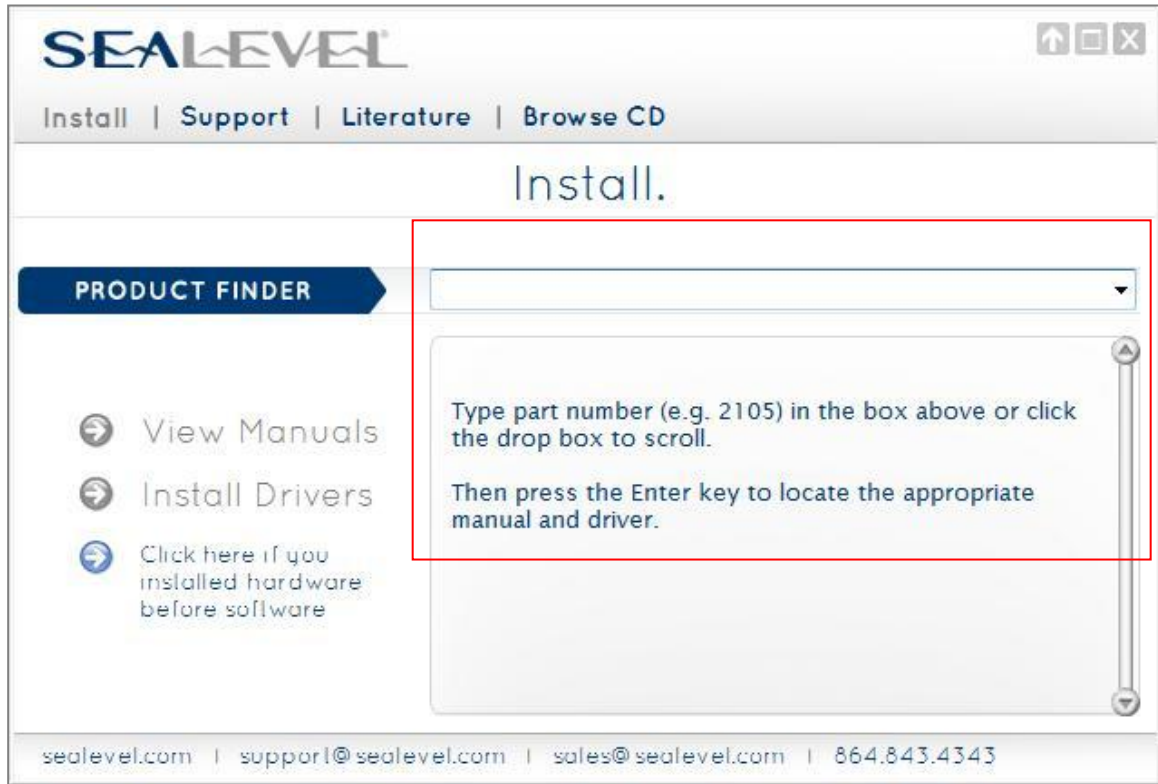 SEALEVEL
Install | Support | Literature | Browse CD
Install.
PRODUCT FINDER
Type part number (e.g. 2105) in the box above or click
the drop box to scroll.
Then press the Enter key to locate the appropriate
manual and driver.
View Manuals
Install Drivers
Click here if you
installed hardware
before software
sealevel.com | support@sealevel.com | sales@sealevel.com | 864.843.4343